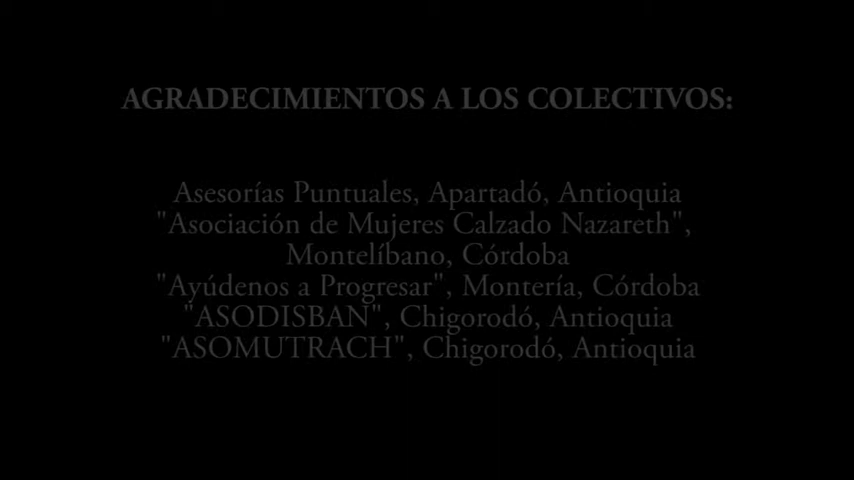 AGRADECIMIENTOS A LOS COLECTIVOS:
Asesorías Puntuales, Apartadó, Antioquia
"Asociación de Mujeres Calzado Nazareth",
Montelíbano, Córdoba
"Ayúdenos a Progresar", Montería, Córdoba
"ASODISBAN", Chigorodó, Antioquia
"ASOMUTRACH", Chigorodó, Antioquia